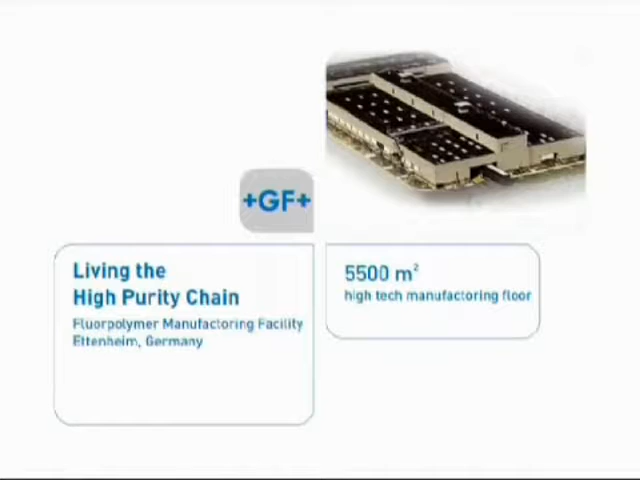 +GF+
Living the
High Purity Chain
Fluorpolymer Manufactoring Facility
Ettenheim, Germany
5500 m²
high tech manufactoring floor